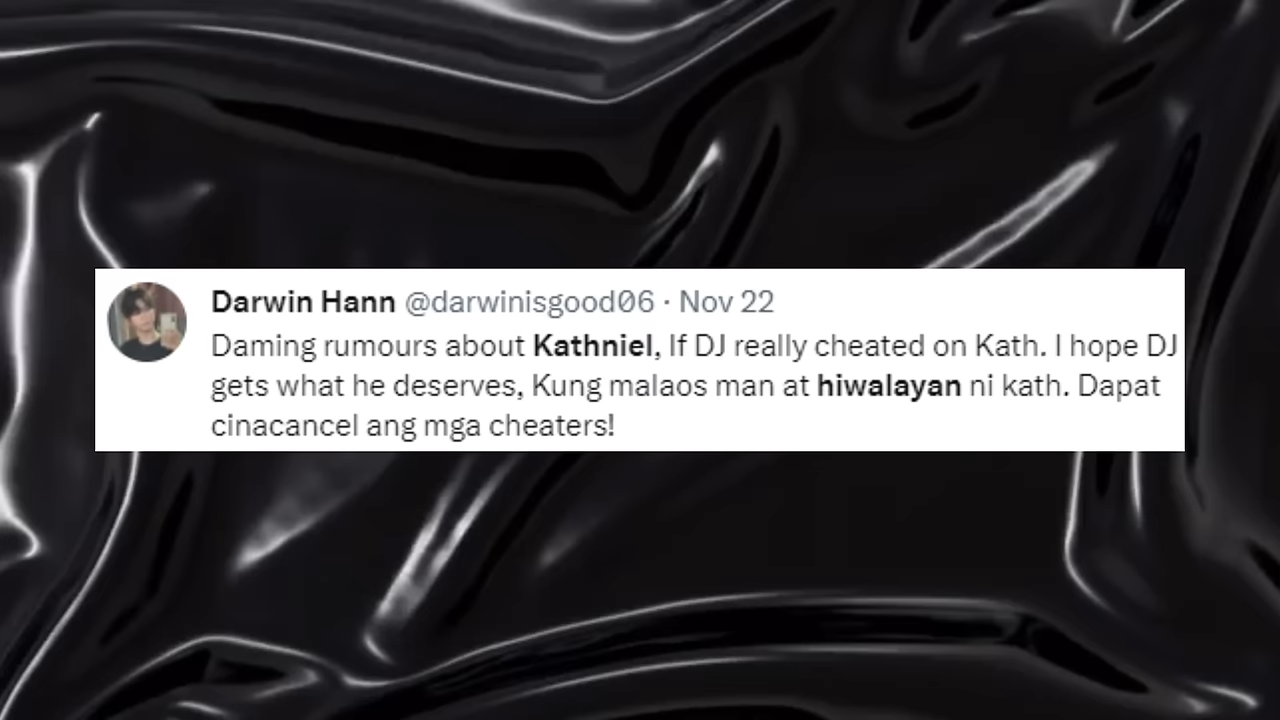 Darwin Hann @darwinisgood06 · Nov 22
Daming rumours about Kathniel, If DJ really cheated on Kath. I hope DJ
gets what he deserves, Kung malaos man at hiwalayan ni kath. Dapat
cinacancel ang mga cheaters!